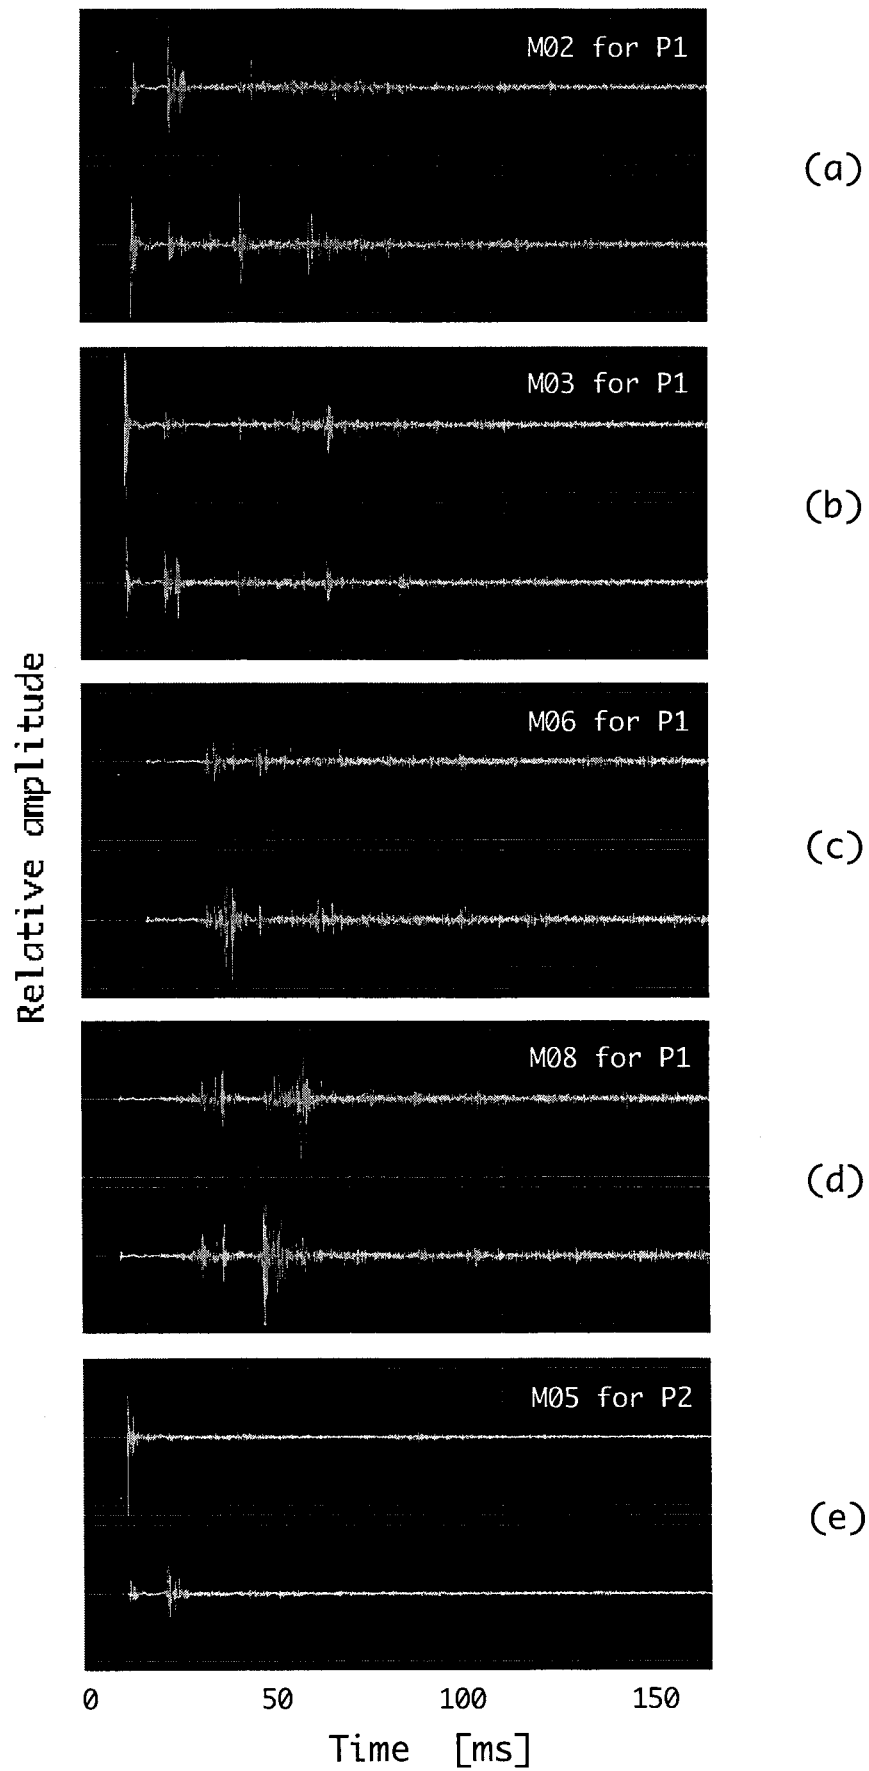 M02 for P1
(a)
M03 for P1
(b)
M06 for P1
(c)
M08 for P1
(d)
M05 for P2
(e)
Relative amplitude
0 50 100 150
Time [ms]